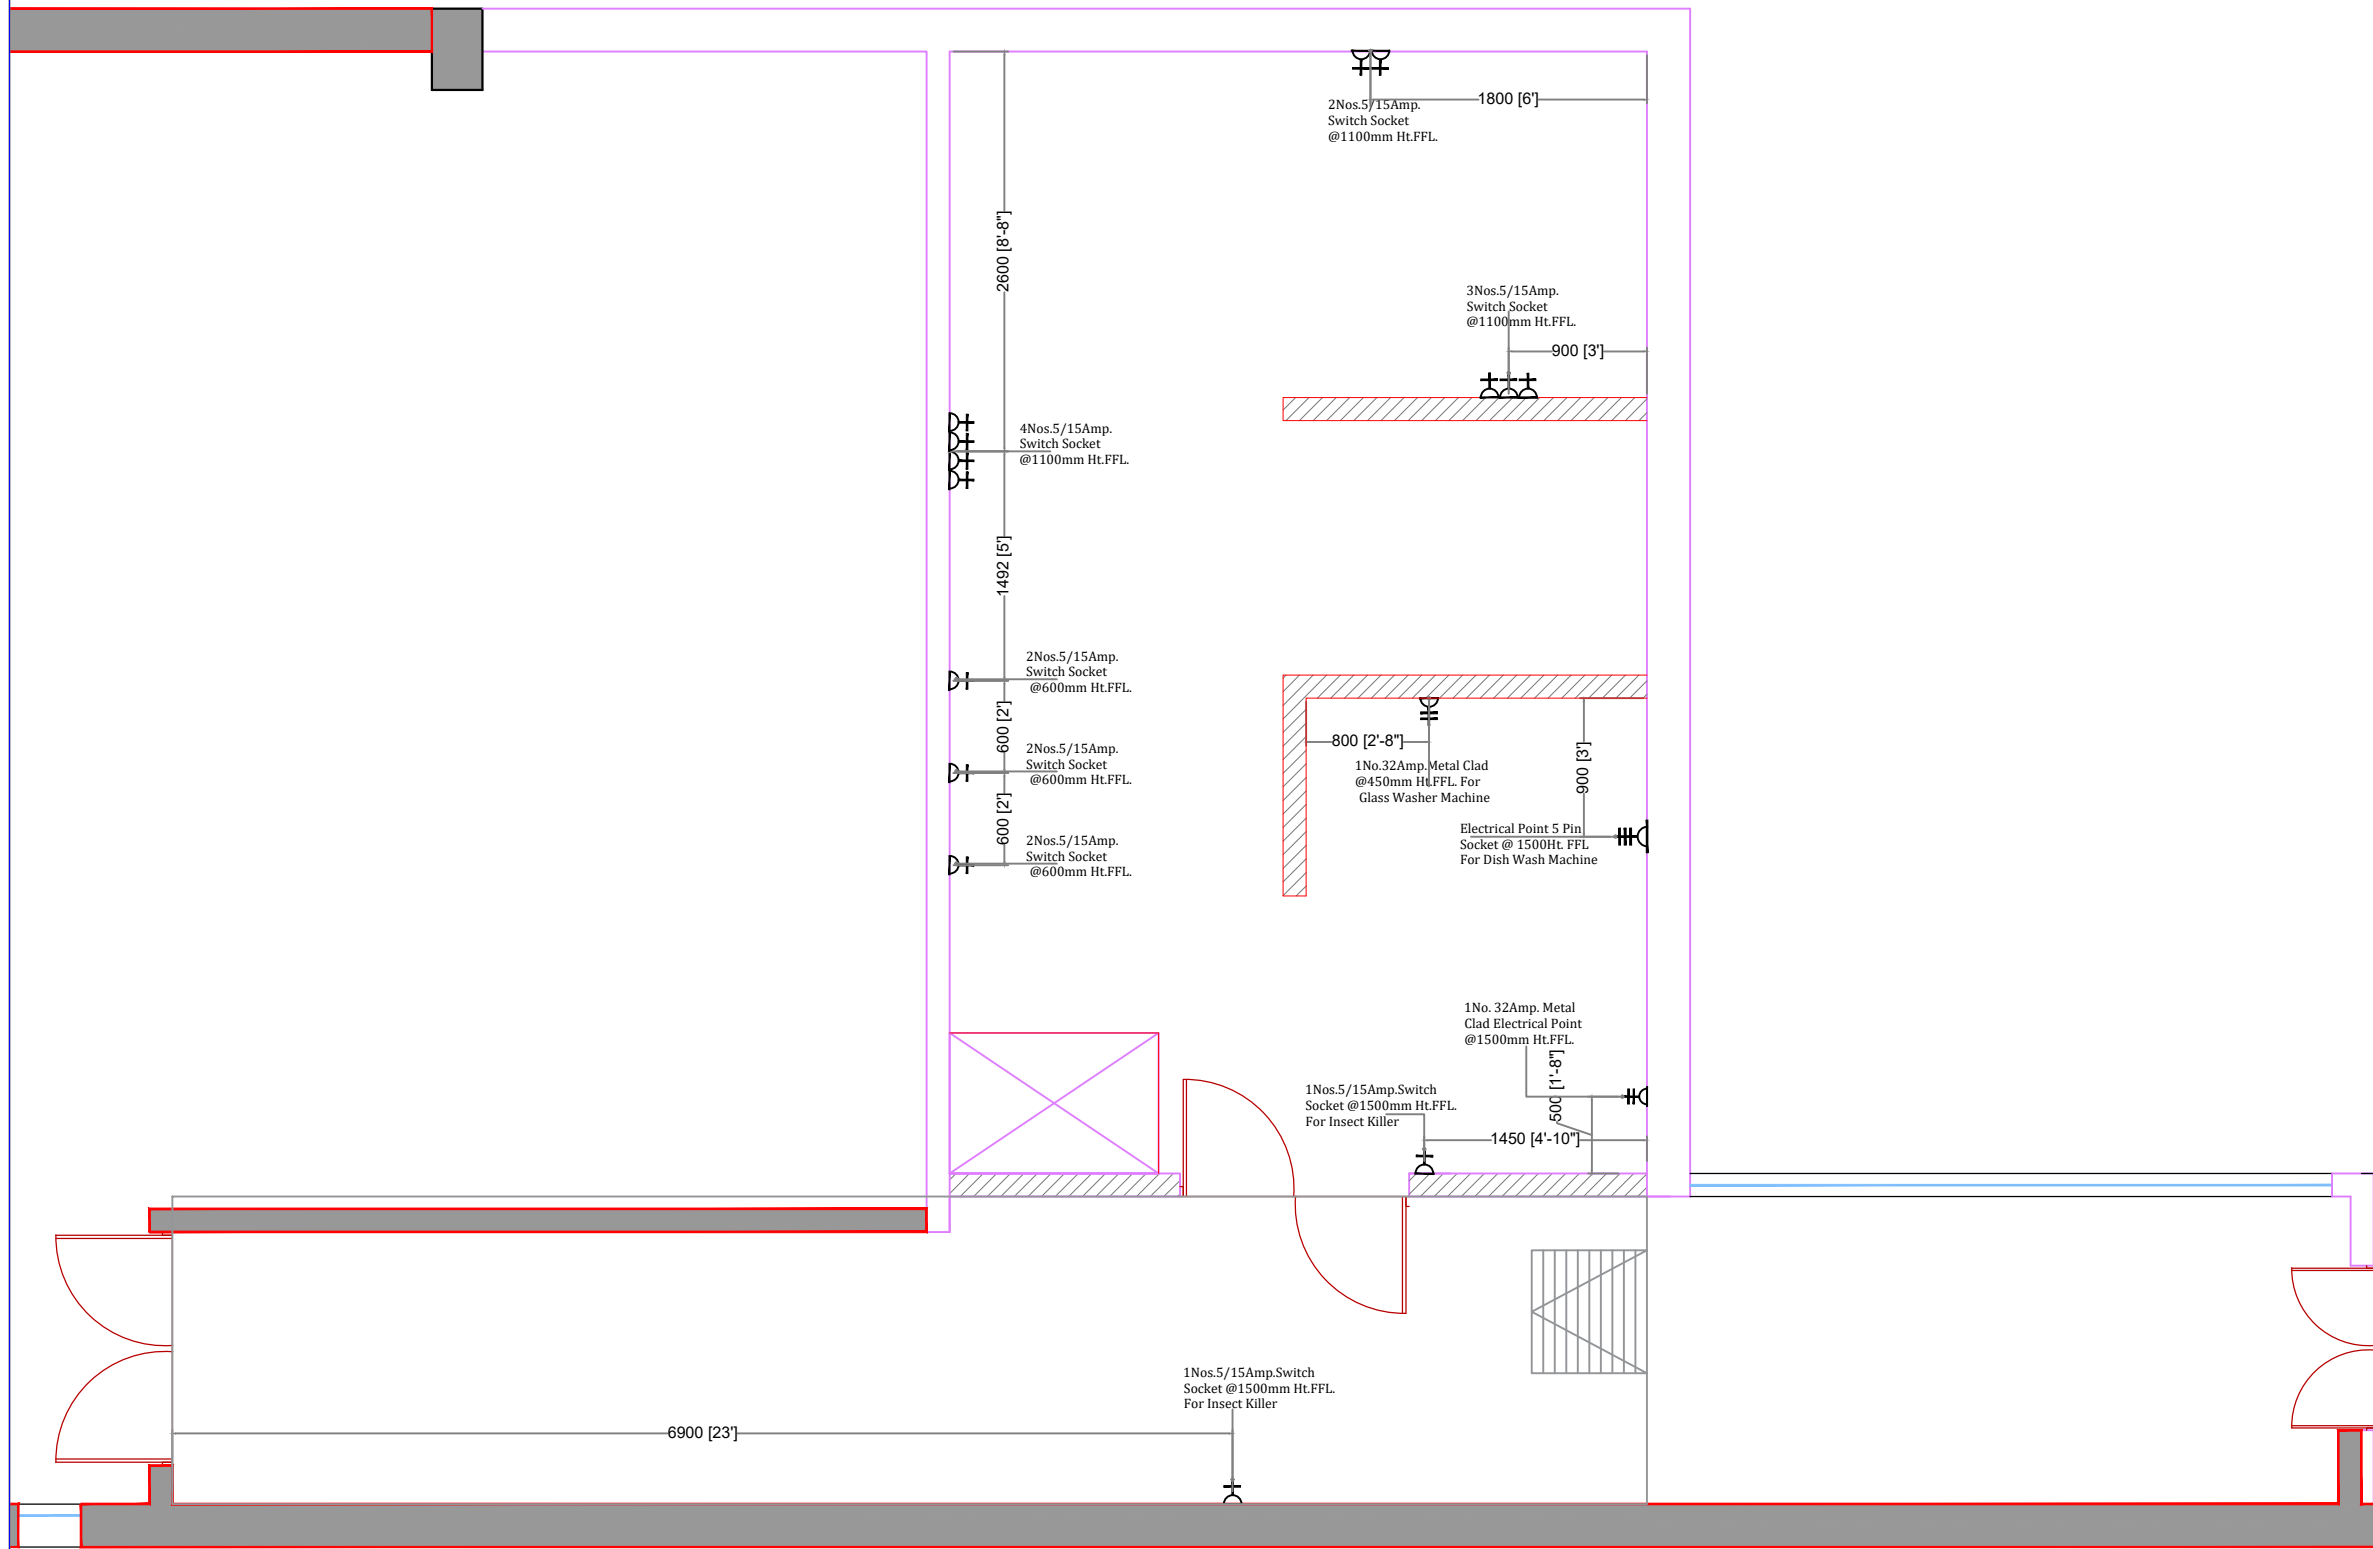 1800 [6']
2Nos.5/15Amp.
Switch Socket
@1100mm Ht.FFL.
2600 [8'-8"]
3Nos.5/15Amp.
Switch Socket
@1100mm Ht.FFL.
900 [3']
4Nos.5/15Amp.
Switch Socket
@1100mm Ht.FFL.
1492 [5']
2Nos.5/15Amp.
Switch Socket
@600mm Ht.FFL.
600 [2']
800 [2'-8"]
2Nos.5/15Amp.
Switch Socket
@600mm Ht.FFL.
1No.32Amp.Metal Clad
@450mm Ht.FFL. For
Glass Washer Machine
900 [3']
600 [2']
2Nos.5/15Amp.
Switch Socket
@600mm Ht.FFL.
Electrical Point 5 Pin
Socket @ 1500Ht. FFL
For Dish Wash Machine
1No. 32Amp. Metal
Clad Electrical Point
@1500mm Ht.FFL.
500 [1'-8"]
1Nos.5/15Amp.Switch
Socket @1500mm Ht.FFL.
For Insect Killer
1450 [4'-10"]
1Nos.5/15Amp.Switch
Socket @1500mm Ht.FFL.
For Insect Killer
6900 [23']